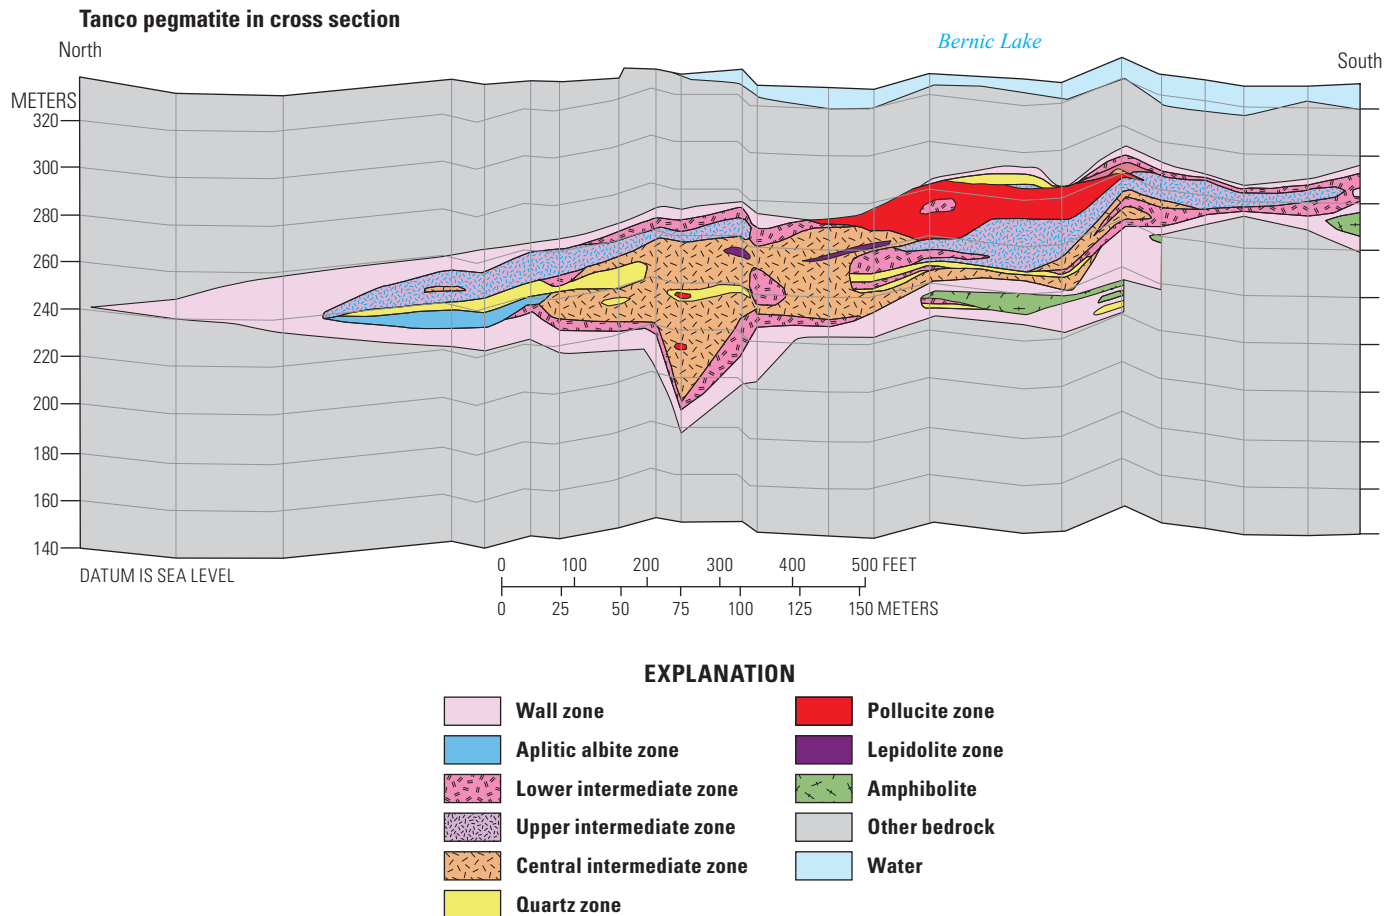 Tanco pegmatite in cross section
North
Bernic Lake
South
METERS
320
300
280
260
240
220
200
180
160
140
DATUM IS SEA LEVEL
0 100 200 300 400 500 FEET
0 25 50 75 100 125 150 METERS
EXPLANATION
Wall zone
Aplitic albite zone
Lower intermediate zone
Upper intermediate zone
Central intermediate zone
Quartz zone
Pollucite zone
Lepidolite zone
Amphibolite
Other bedrock
Water